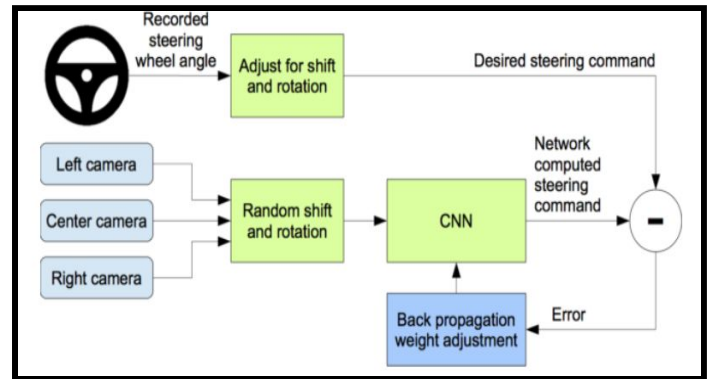 Recorded
steering
wheel angle
Adjust for shift
and rotation
Desired steering command
Left camera
Center camera
Right camera
Random shift
and rotation
CNN
Network
computed
steering
command
-
Back propagation
weight adjustment
Error